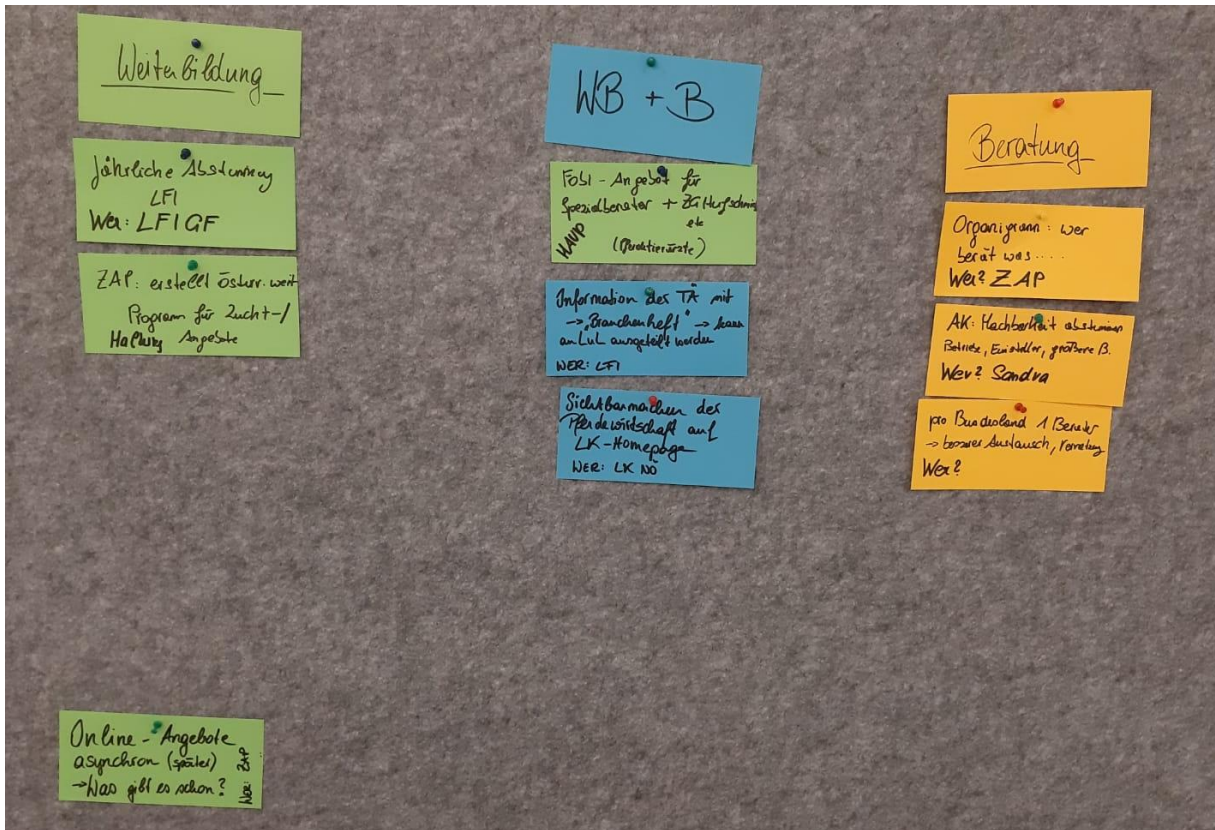 Weiterbildung
Jährliche Abstimmung
LFI
Wer: LFI GF
ZAP: erstellt österr. weit
Programm für Zucht-/
Haltung Angebote
Online - Angebote
asynchron (später)
→ Was gibt es schon?
Wer: ZAP
WB + B
FoBi - Angebot für
Spezialberater +
etc
HAUP
Information der TÄ mit
→ "Branchenheft" → kann
an LuL ausgeteilt werden
WER: LFI
Sichtbarmachen der
Pferdewirtschaft auf
LK-Homepage
WER: LK NÖ
Beratung
Organigramm: wer
berät was....
Wer? ZAP
AK: Machbarkeit abstimmen
Betriebe, Einsteller, größere B.
Wer? Sandra
pro Bundesland 1 Berater
→ besserer Austausch,
Wer?